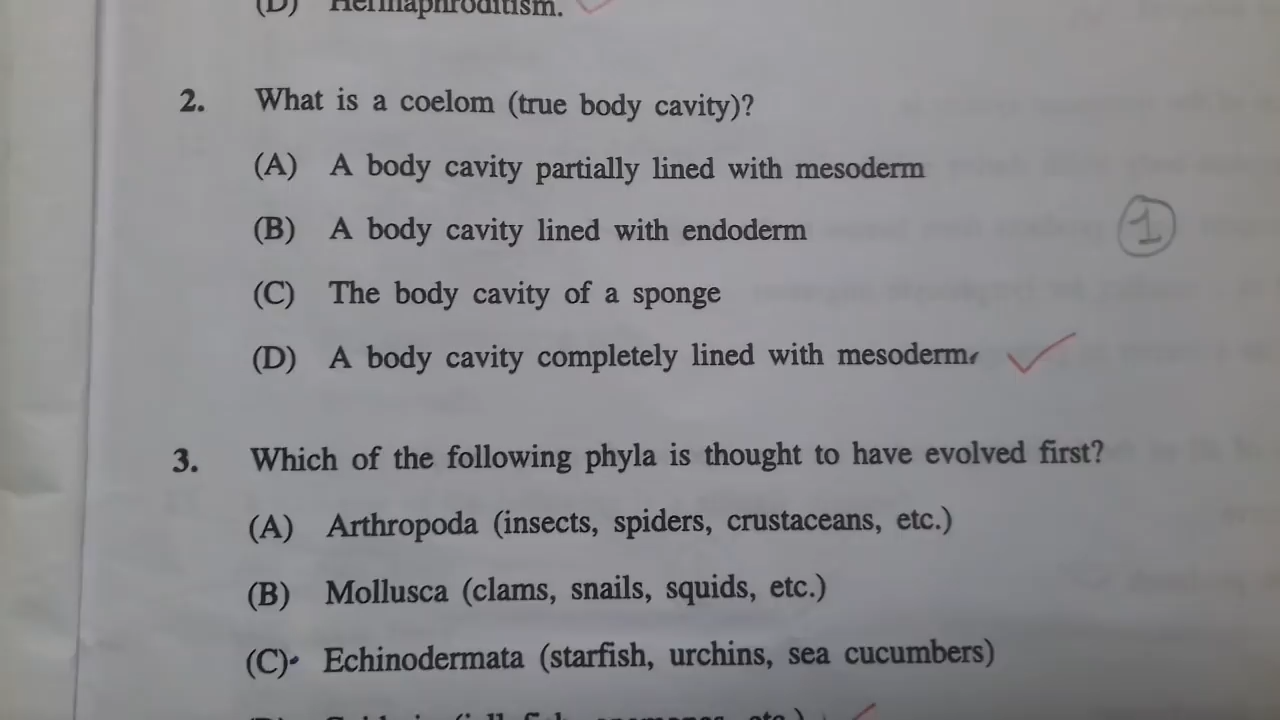 (D) Hermaphroditism.
2. What is a coelom (true body cavity)?
(A) A body cavity partially lined with mesoderm
(B) A body cavity lined with endoderm
1
(C) The body cavity of a sponge
(D) A body cavity completely lined with mesoderm.
3. Which of the following phyla is thought to have evolved first?
(A) Arthropoda (insects, spiders, crustaceans, etc.)
(B) Mollusca (clams, snails, squids, etc.)
(C) Echinodermata (starfish, urchins, sea cucumbers)
(D) etc.)